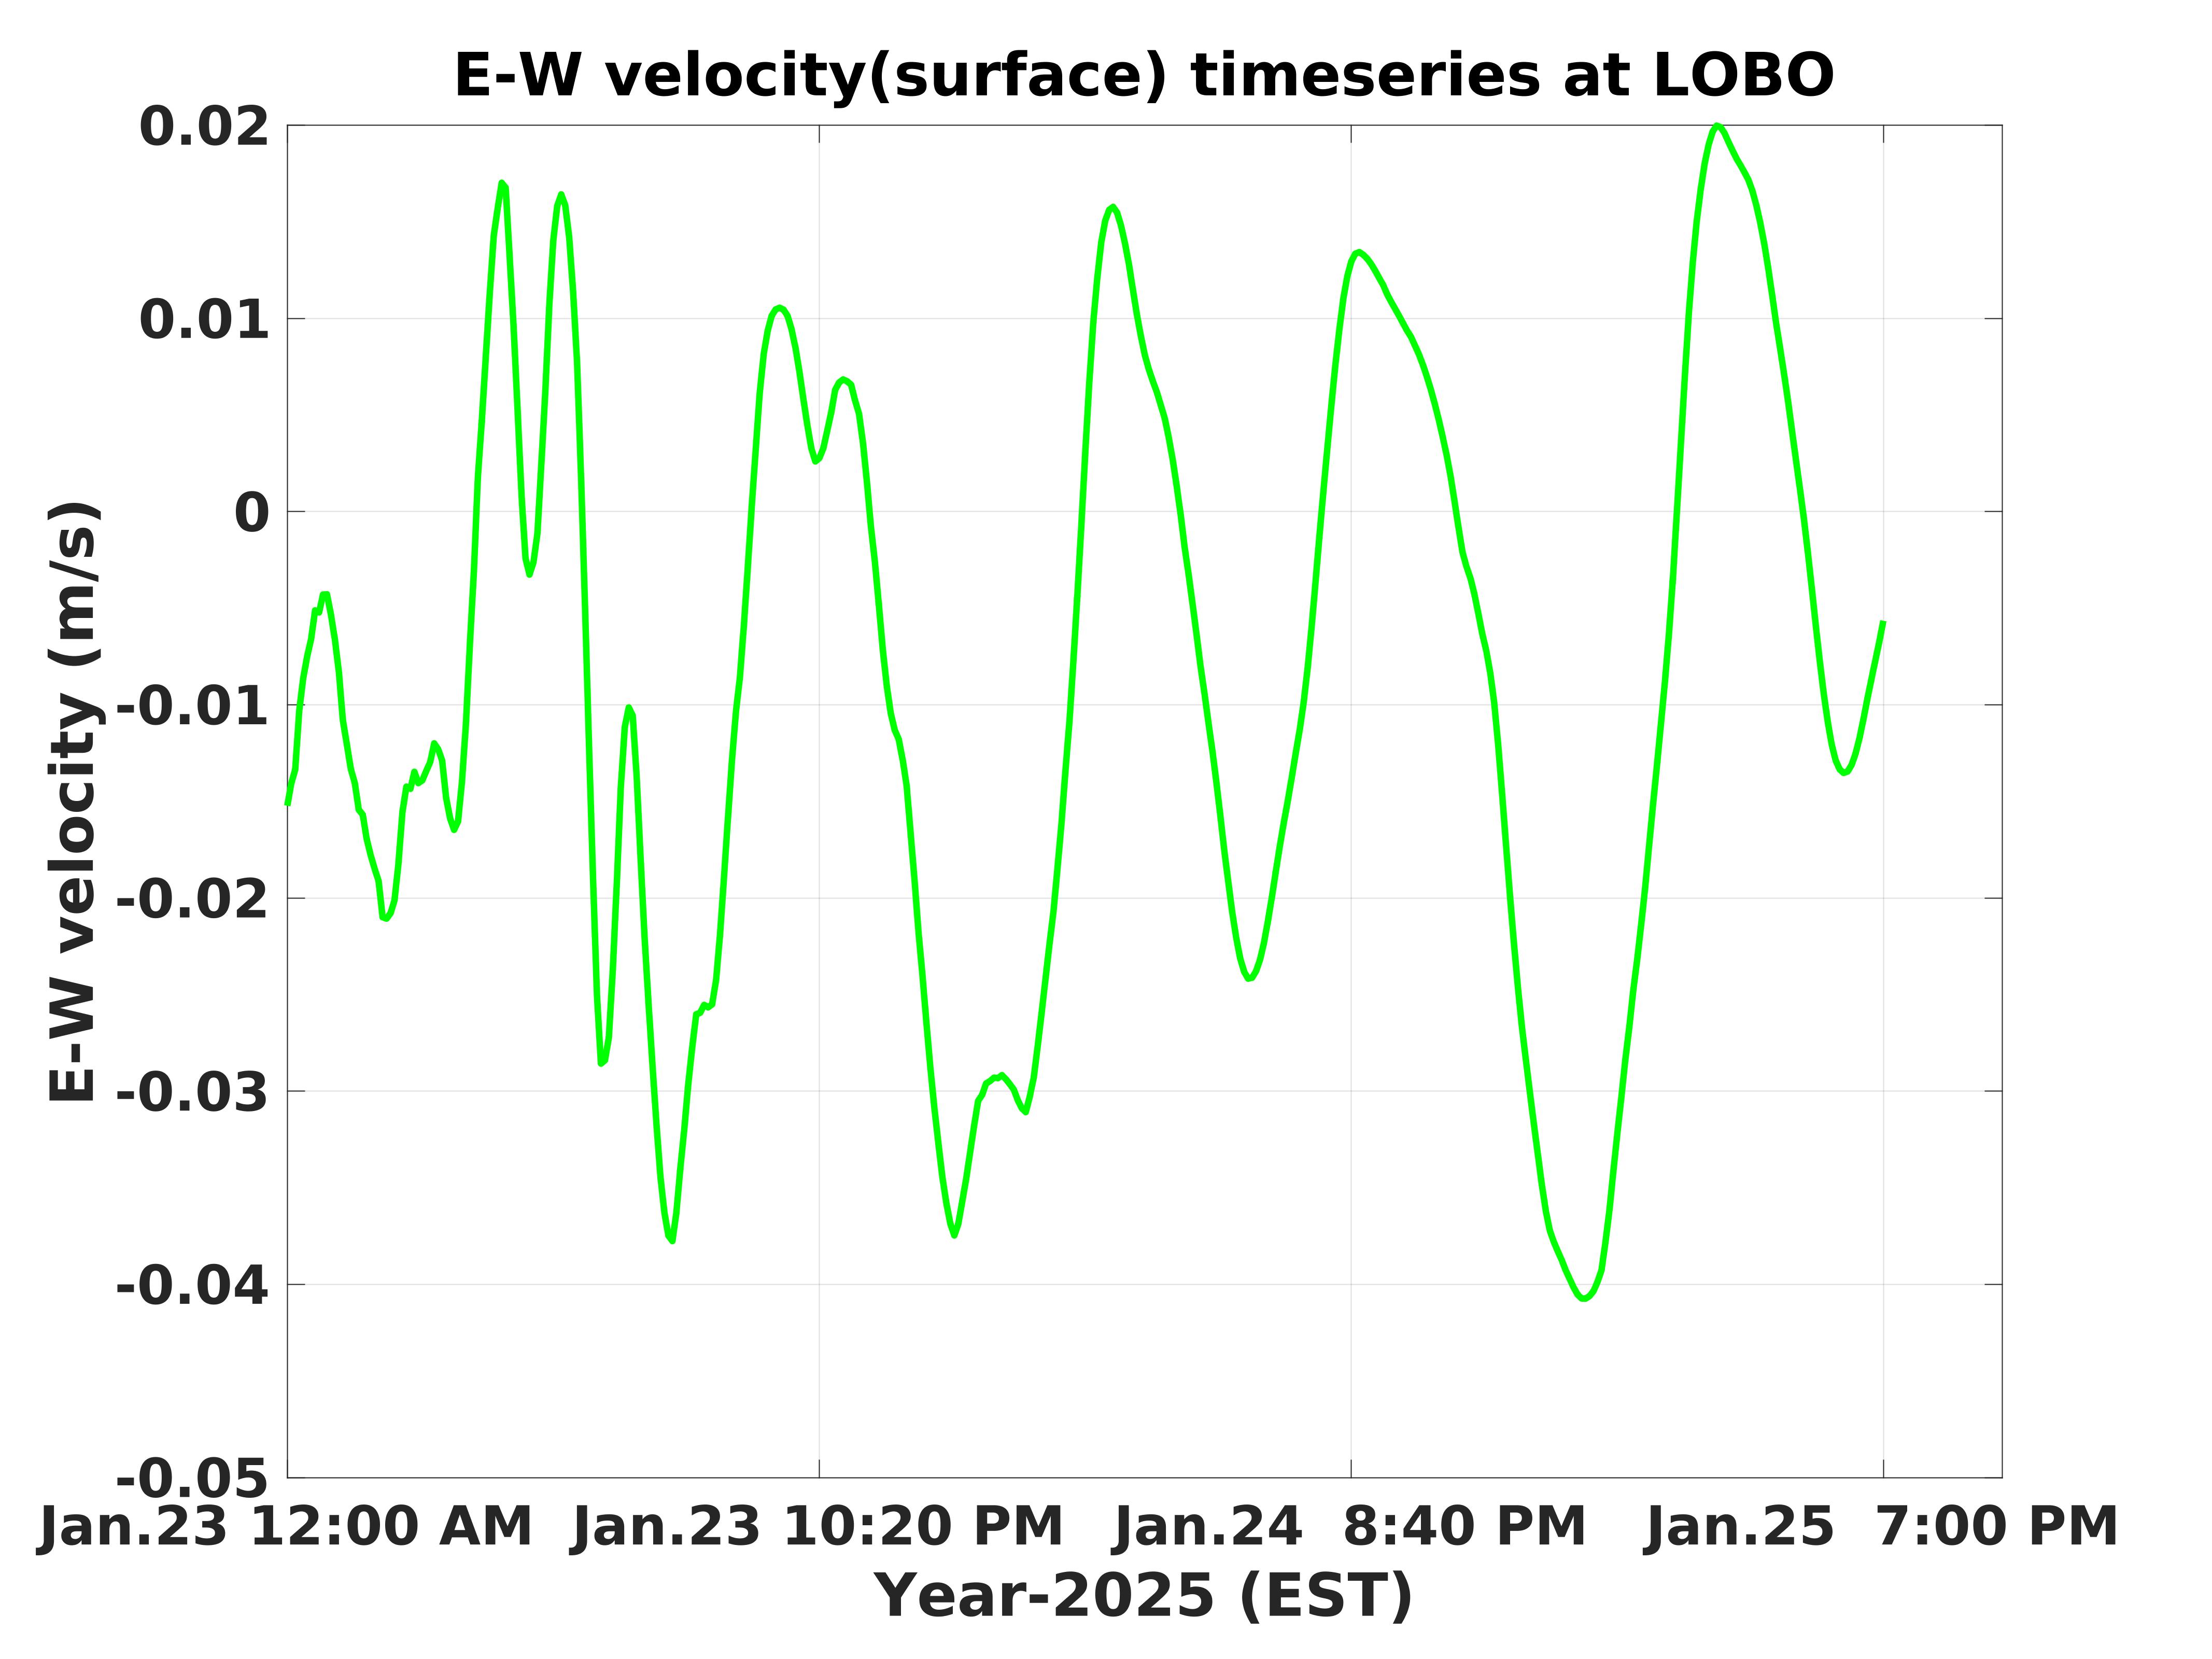 E-W velocity(surface) timeseries at LOBO
E-W velocity (m/s)
0.02
0.01
0
-0.01
-0.02
-0.03
-0.04
-0.05
Jan.23 12:00 AM Jan.23 10:20 PM Jan.24 8:40 PM Jan.25 7:00 PM
Year-2025 (EST)